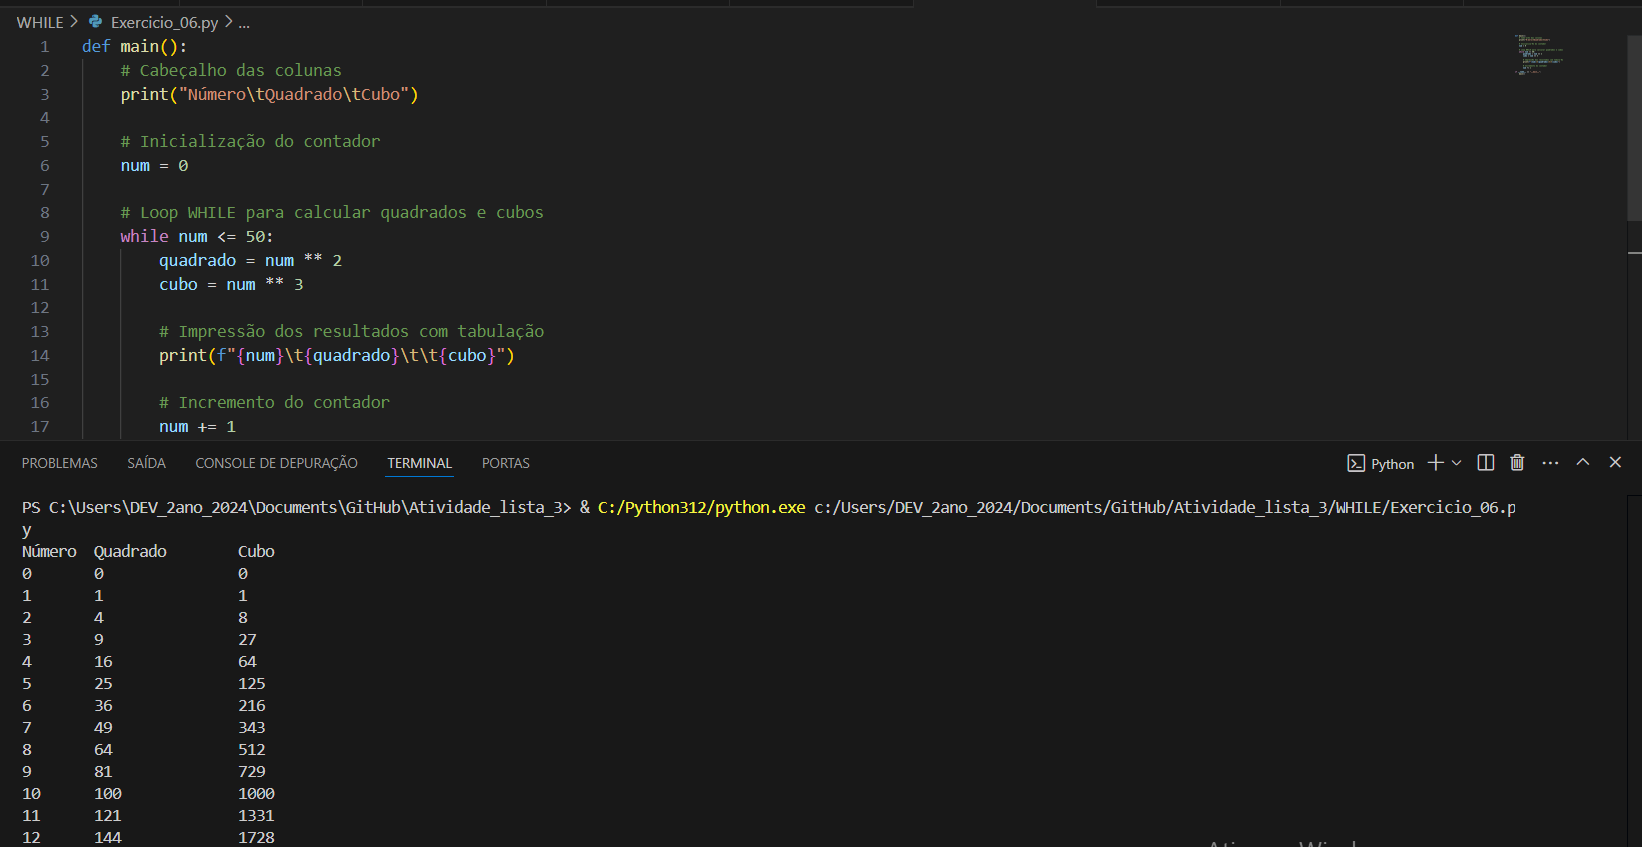 WHILE > Exercicio_06.py > ...
1 def main():
2 # Cabeçalho das colunas
3 print("Número\tQuadrado\tCubo")
4
5 # Inicialização do contador
6 num = 0
7
8 # Loop WHILE para calcular quadrados e cubos
9 while num <= 50:
10 quadrado = num ** 2
11 cubo = num ** 3
12
13 # Impressão dos resultados com tabulação
14 print(f"{num}\t{quadrado}\t\t{cubo}")
15
16 # Incremento do contador
17 num += 1
PROBLEMAS SAÍDA CONSOLE DE DEPURAÇÃO TERMINAL PORTAS Python
PS C:\Users\DEV_2ano_2024\Documents\GitHub\Atividade_lista_3> & C:/Python312/python.exe c:/Users/DEV_2ano_2024/Documents/GitHub/Atividade_lista_3/WHILE/Exercicio_06.p
y
Número Quadrado Cubo
0 0 0
1 1 1
2 4 8
3 9 27
4 16 64
5 25 125
6 36 216
7 49 343
8 64 512
9 81 729
10 100 1000
11 121 1331
12 144 1728